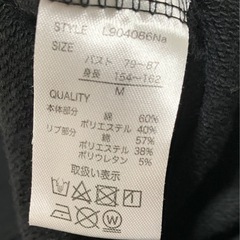 STYLE L904086Na
SIZE
バスト 79~87
身長 154~162
M
QUALITY
本体部分 綿 60%
ポリエステル 40%
リブ部分 綿 57%
ポリエステル 38%
ポリウレタン 5%
取扱い表示